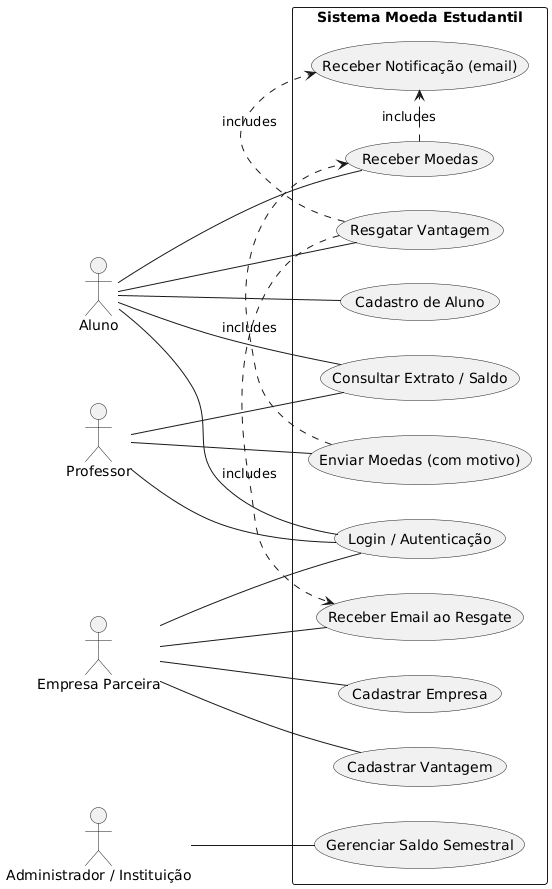 Sistema Moeda Estudantil
Receber Notificação (email)
includes
includes
Receber Moedas
Resgatar Vantagem
Aluno
Cadastro de Aluno
includes
Consultar Extrato / Saldo
Professor
Enviar Moedas (com motivo)
includes
Login / Autenticação
Receber Email ao Resgate
Empresa Parceira
Cadastrar Empresa
Cadastrar Vantagem
Administrador / Instituição
Gerenciar Saldo Semestral